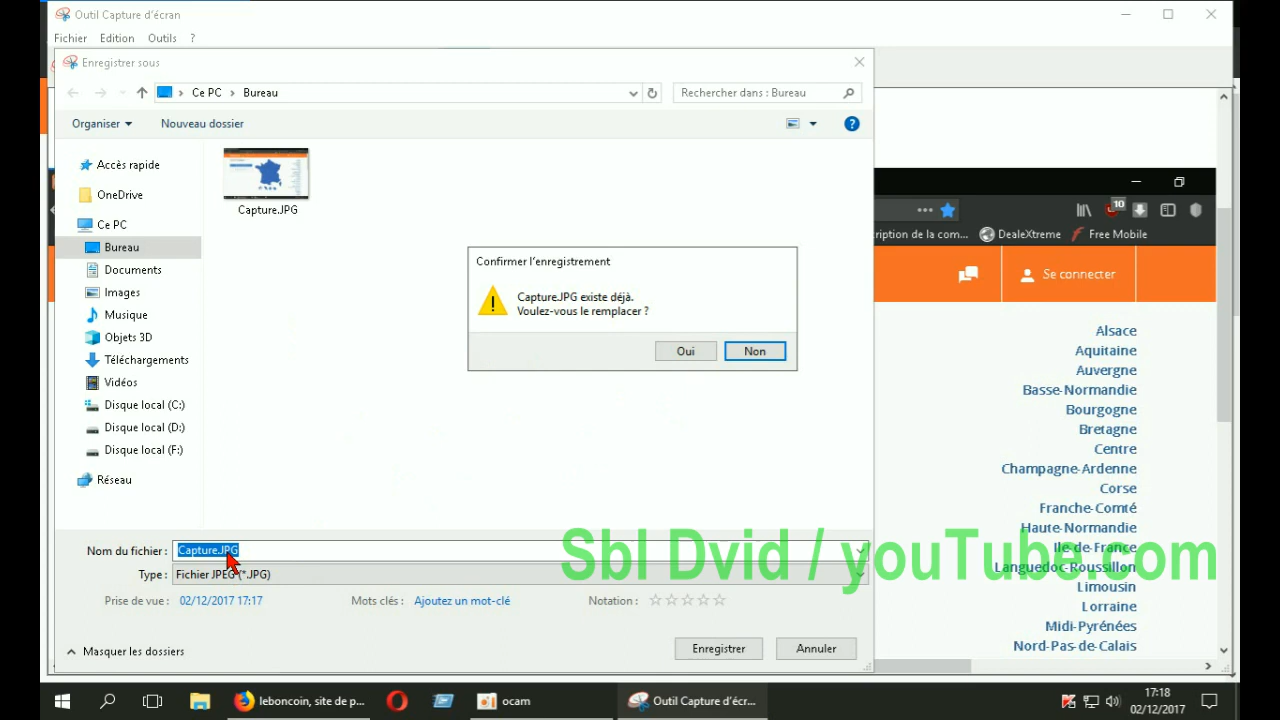 Outil Capture d'écran
Fichier Edition Outils ?
Enregistrer sous
Ce PC > Bureau
Rechercher dans : Bureau
Organiser
Nouveau dossier
?
Accès rapide
OneDrive
Ce PC
Bureau
Documents
Images
Musique
Objets 3D
Téléchargements
Vidéos
Disque local (C:)
Disque local (D:)
Disque local (F:)
Réseau
Capture.JPG
Confirmer l'enregistrement
Capture.JPG existe déjà.
Voulez-vous le remplacer ?
Oui
Non
10
cription de la com...
DealeXtreme
Free Mobile
Se connecter
Alsace
Aquitaine
Auvergne
Basse-Normandie
Bourgogne
Bretagne
Centre
Champagne-Ardenne
Corse
Franche-Comté
Haute-Normandie
Ile-de-France
Languedoc-Roussillon
Limousin
Lorraine
Midi-Pyrénées
Nord-Pas-de-Calais
Nom du fichier : Capture.JPG
Type : Fichier JPEG (*.JPG)
Prise de vue : 02/12/2017 17:17
Mots clés : Ajoutez un mot-clé
Notation :
Sbl Dvid / youTube.com
Masquer les dossiers
Enregistrer
Annuler
leboncoin, site de p...
ocam
Outil Capture d'écr...
17:18
02/12/2017